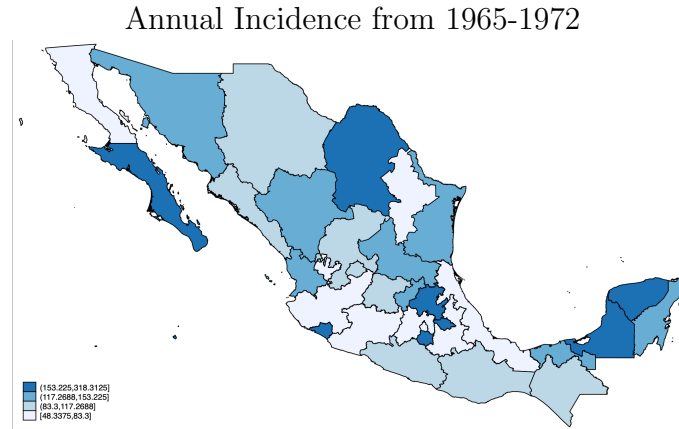 Annual Incidence from 1965-1972
(153.225,318.3125]
(117.2688,153.225]
(83.3,117.2688]
[48.3375,83.3]